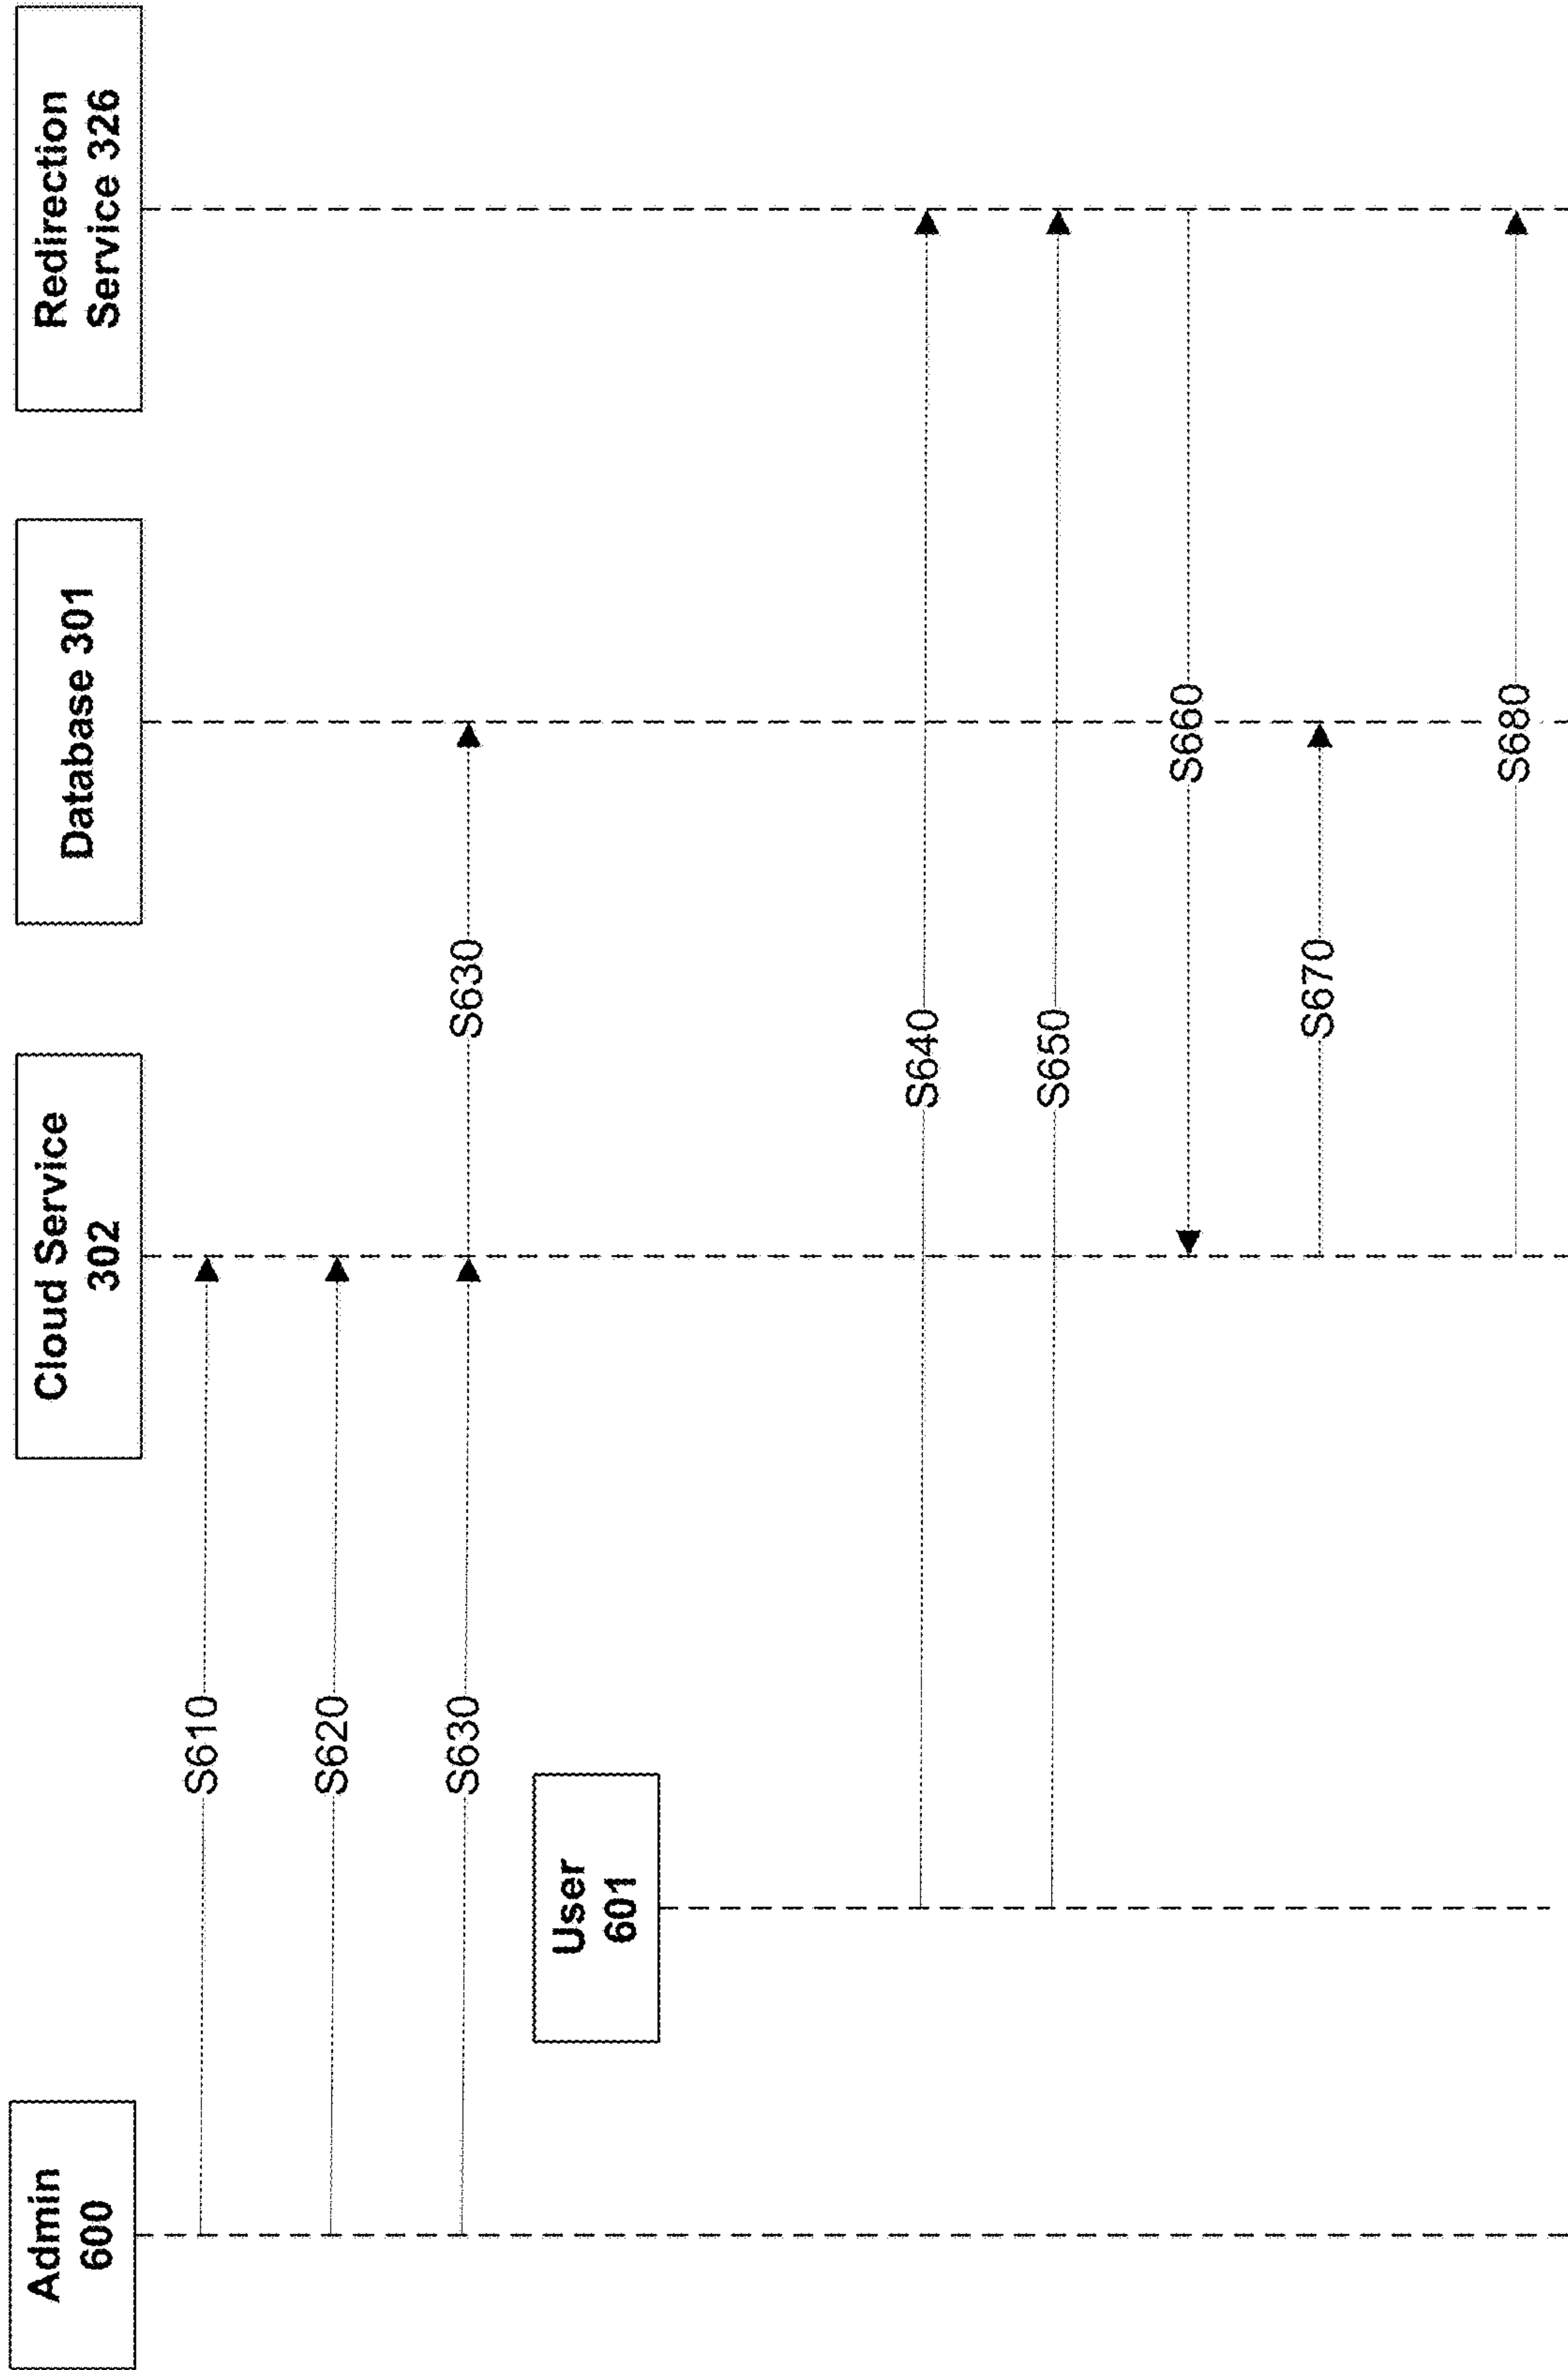 Admin
600
Cloud Service
302
Database 301
Redirection
Service 326
S610
S620
S630
S630
User
601
S640
S650
S660
S670
S680